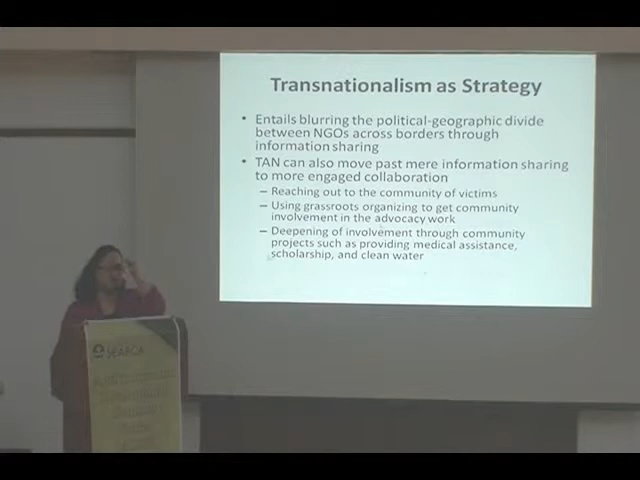 Transnationalism as Strategy
• Entails blurring the political-geographic divide
between NGOs across borders through
information sharing
• TAN can also move past mere information sharing
to more engaged collaboration
– Reaching out to the community of victims
– Using grassroots organizing to get community
involvement in the advocacy work
– Deepening of involvement through community
projects such as providing medical assistance,
scholarship, and clean water
SEARCA